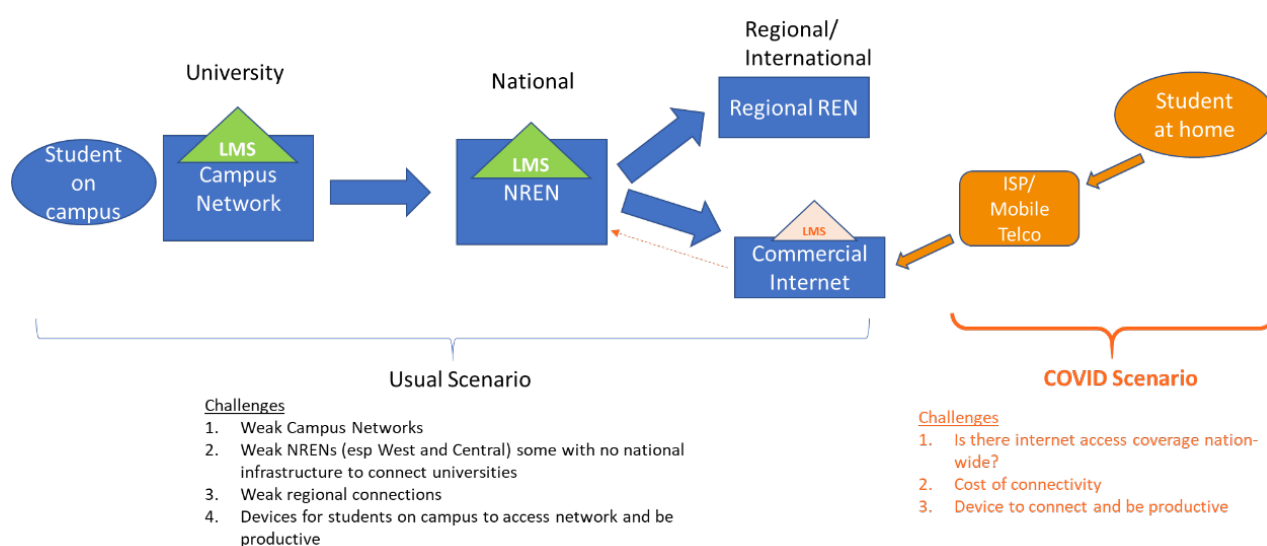 University
National
Regional/
International
Student
on
campus
LMS
Campus
Network
LMS
NREN
Regional REN
LMS
Commercial
Internet
ISP/
Mobile
Telco
Student
at home
Usual Scenario
Challenges
1. Weak Campus Networks
2. Weak NRENs (esp West and Central) some with no national
infrastructure to connect universities
3. Weak regional connections
4. Devices for students on campus to access network and be
productive
COVID Scenario
Challenges
1. Is there internet access coverage nation-
wide?
2. Cost of connectivity
3. Device to connect and be productive